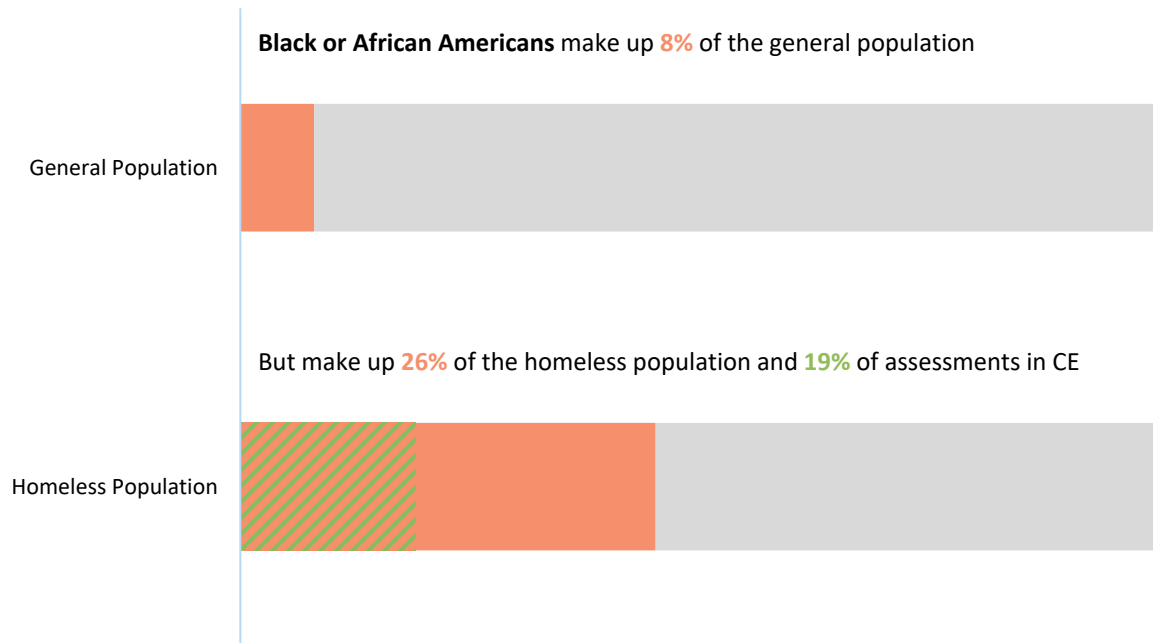 Black or African Americans make up 8% of the general population
General Population
But make up 26% of the homeless population and 19% of assessments in CE
Homeless Population